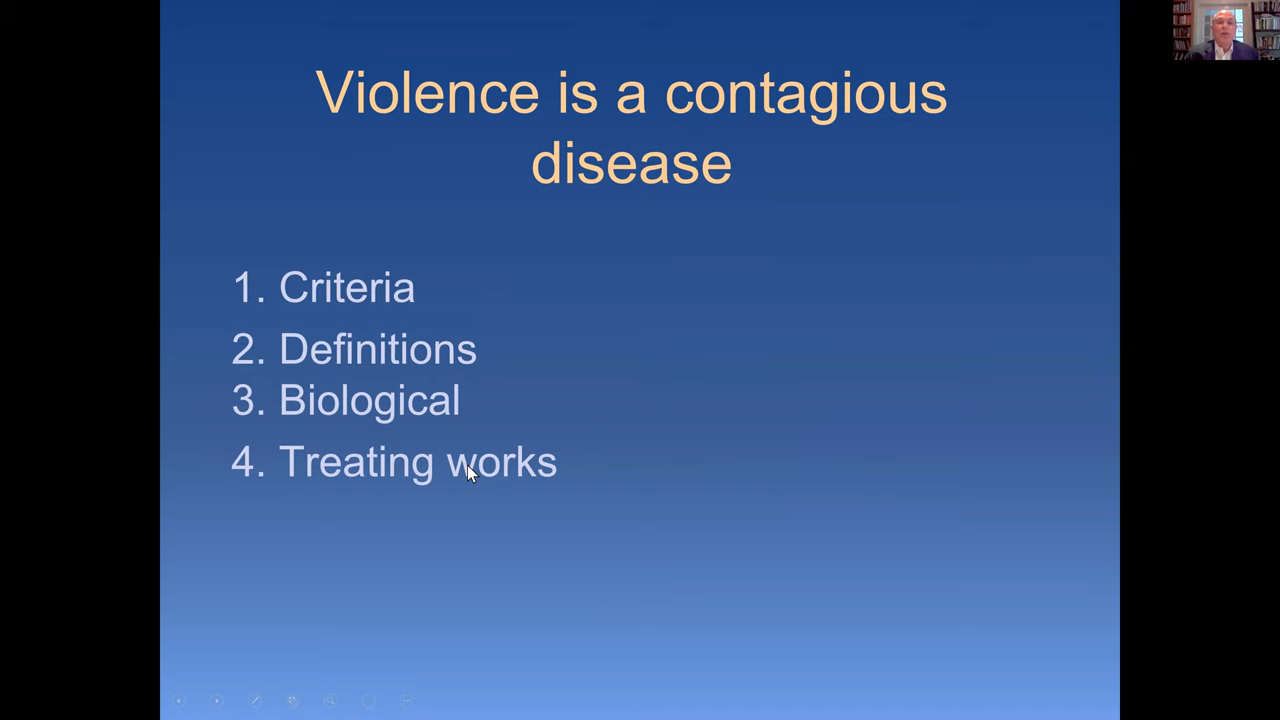 Violence is a contagious
disease
1. Criteria
2. Definitions
3. Biological
4. Treating works